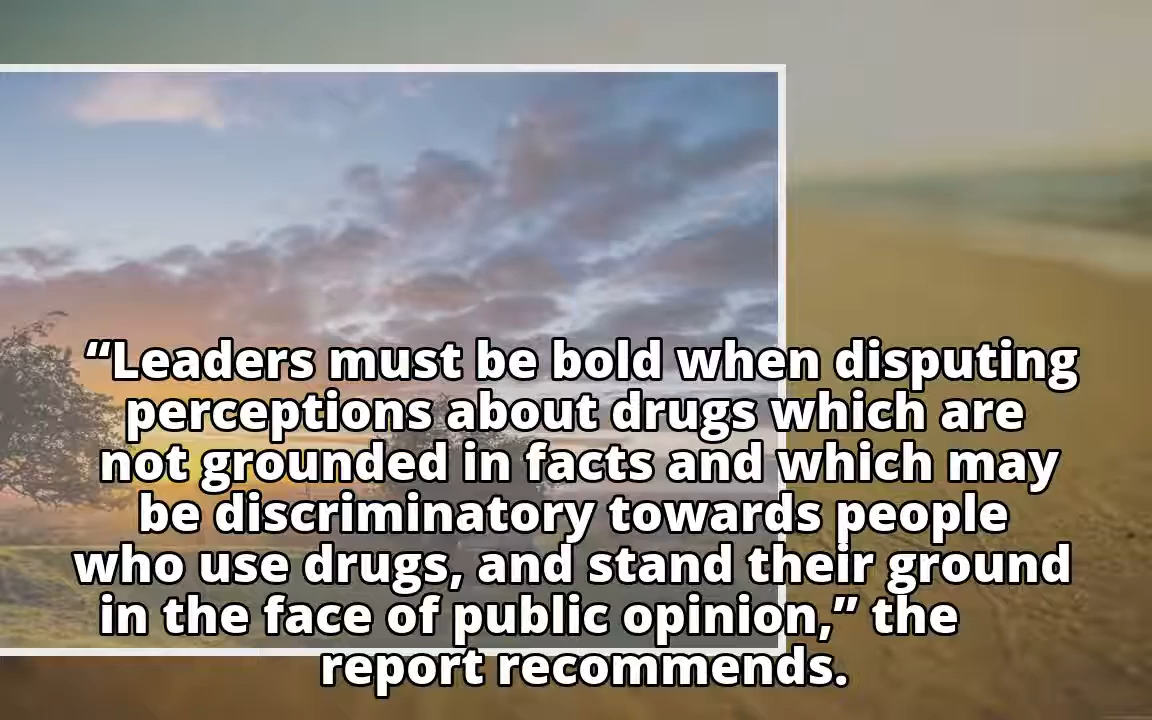 “Leaders must be bold when disputing
perceptions about drugs which are
not grounded in facts and which may
be discriminatory towards people
who use drugs, and stand their ground
in the face of public opinion,” the
report recommends.